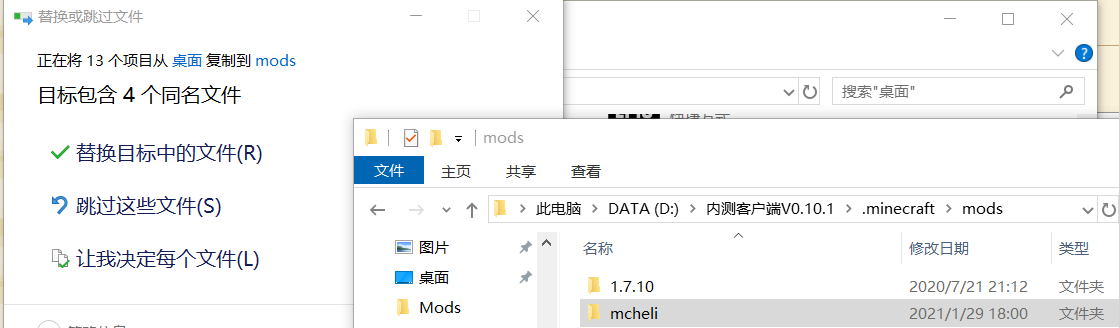 替换或跳过文件
正在将 13 个项目从 桌面 复制到 mods
目标包含 4 个同名文件
替换目标中的文件(R)
跳过这些文件(S)
让我决定每个文件(L)
搜索"桌面"
mods
文件 主页 共享 查看
此电脑 > DATA (D:) > 内测客户端V0.10.1 > .minecraft > mods
图片
桌面
Mods
名称 修改日期 类型
1.7.10 2020/7/21 21:12 文件夹
mcheli 2021/1/29 18:00 文件夹